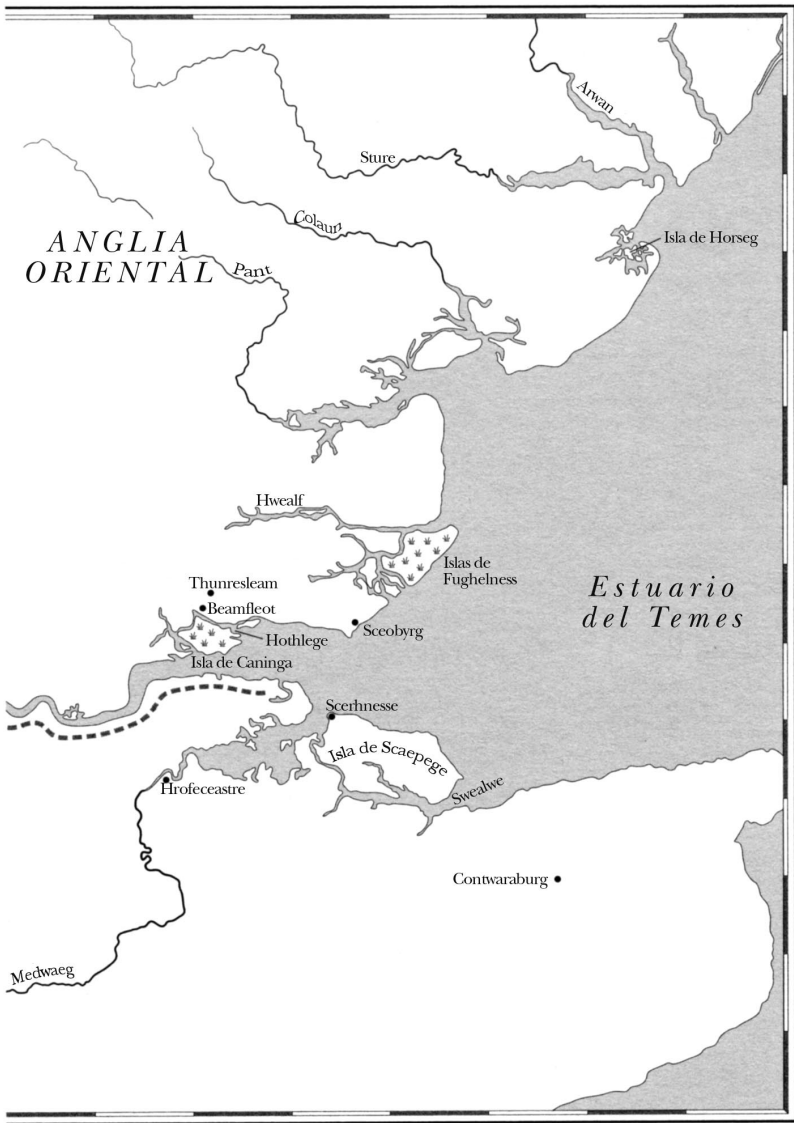 Arwan
Sture
Colaun
Isla de Horseg
ANGLIA
ORIENTAL
Pant
Hwealf
Islas de
Fughelness
Thunresleam
Beamfleot
Estuario
del Temes
Sceobyrg
Hothlege
Isla de Caninga
Scerhnesse
Isla de Scaepege
Swealwe
Hrofeceastre
Contwaraburg
Medwaeg